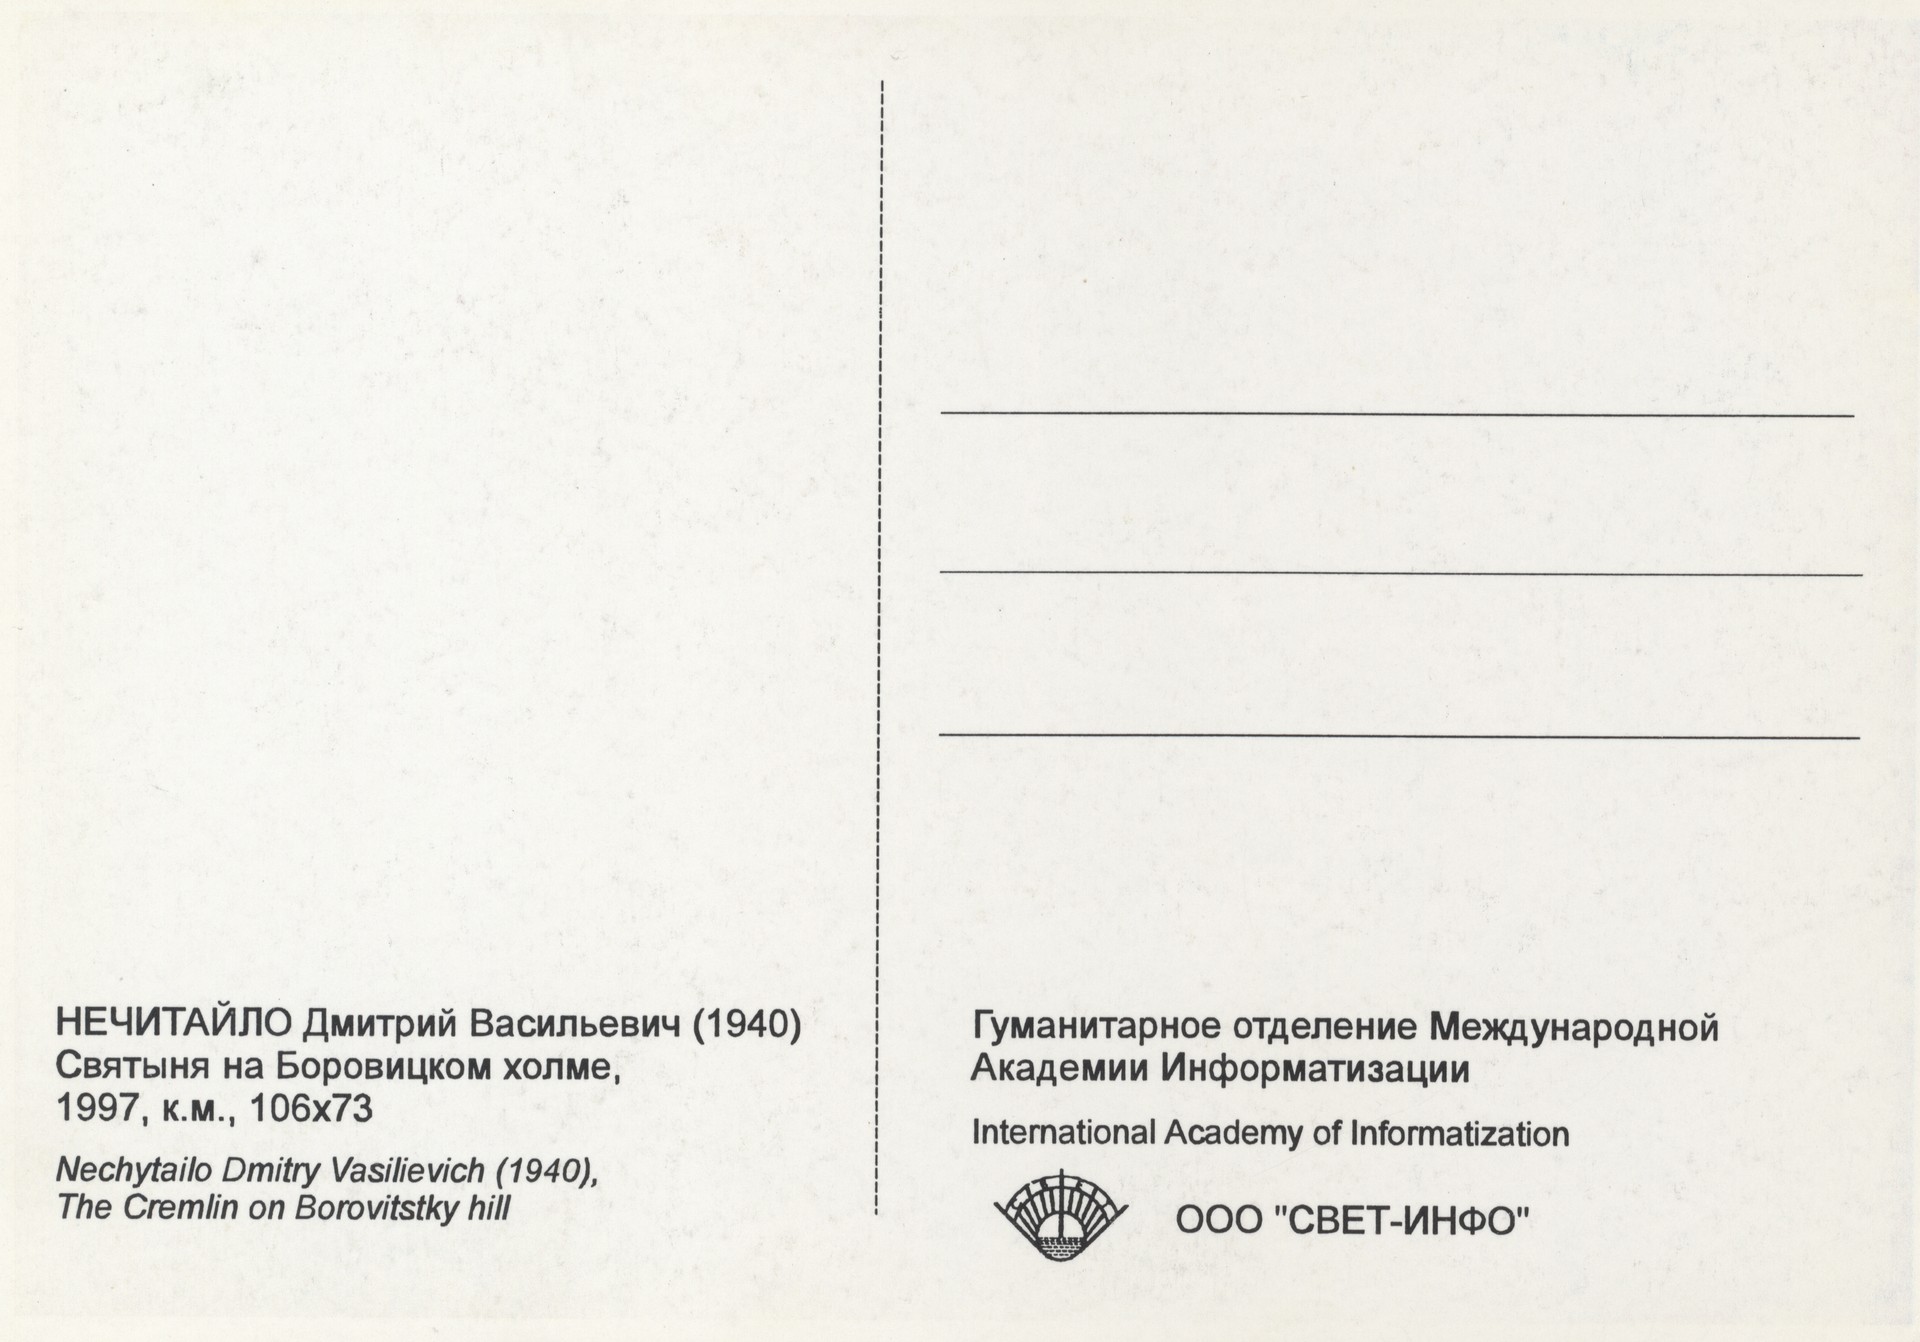 НЕЧИТАЙЛО Дмитрий Васильевич (1940)
Святыня на Боровицком холме,
1997, к.м., 106х73
Nechytailo Dmitry Vasilievich (1940),
The Cremlin on Borovitstky hill
Гуманитарное отделение Международной
Академии Информатизации
International Academy of Informatization
ООО "СВЕТ-ИНФО"